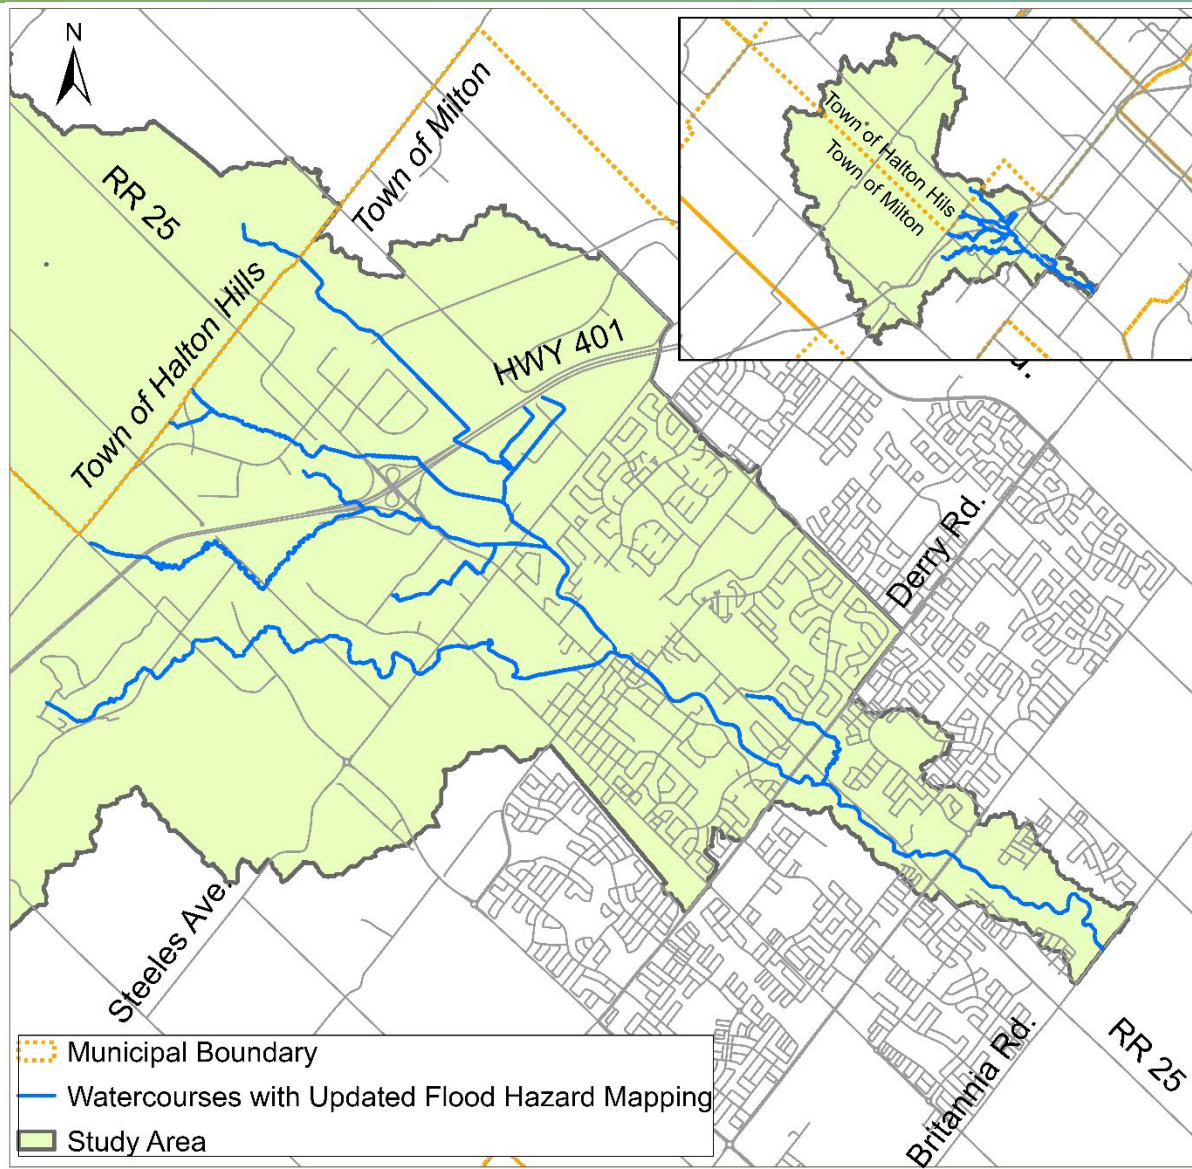 N
Town of Milton
RR 25
Town of Halton Hills
HWY 401
Town of Halton Hils
Town of Milton
Derry Rd.
Steeles Ave.
Britannia Rd.
RR 25
Municipal Boundary
Watercourses with Updated Flood Hazard Mapping
Study Area